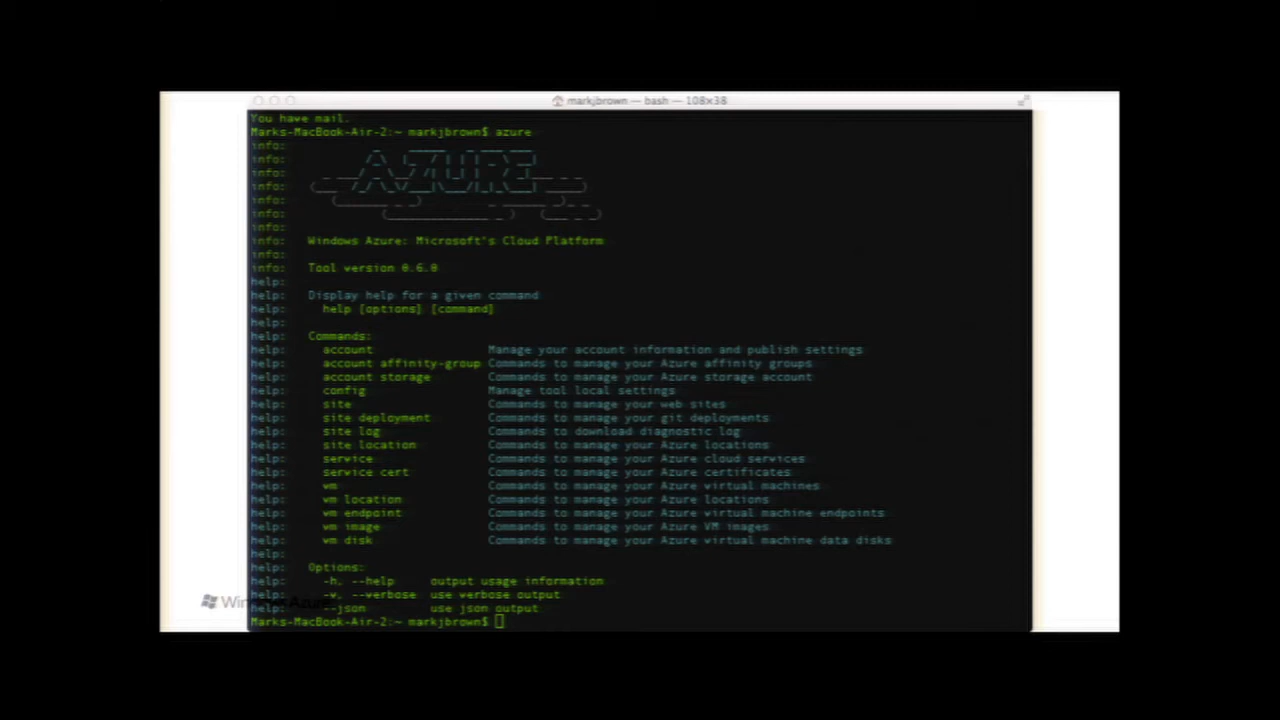 markjbrown — bash — 108×38
You have mail.
Marks-MacBook-Air-2:~ markjbrown$ azure
info:
info:
info:
info:
info:
info:
info:
info: Windows Azure: Microsoft's Cloud Platform
info:
info: Tool version 0.6.0
help:
help: Display help for a given command
help: help [options] [command]
help:
help: Commands:
help: account Manage your account information and publish settings
help: account affinity-group Commands to manage your Azure affinity groups
help: account storage Commands to manage your Azure storage account
help: config Manage tool local settings
help: site Commands to manage your web sites
help: site deployment Commands to manage your git deployments
help: site log Commands to download diagnostic log
help: site location Commands to manage your Azure locations
help: service Commands to manage your Azure cloud services
help: service cert Commands to manage your Azure certificates
help: vm Commands to manage your Azure virtual machines
help: vm location Commands to manage your Azure locations
help: vm endpoint Commands to manage your Azure virtual machine endpoints
help: vm image Commands to manage your Azure VM images
help: vm disk Commands to manage your Azure virtual machine data disks
help:
help: Options:
help: -h, --help output usage information
help: -v, --verbose use verbose output
help: --json use json output
Marks-MacBook-Air-2:~ markjbrown$
AZURE
Windows Azure